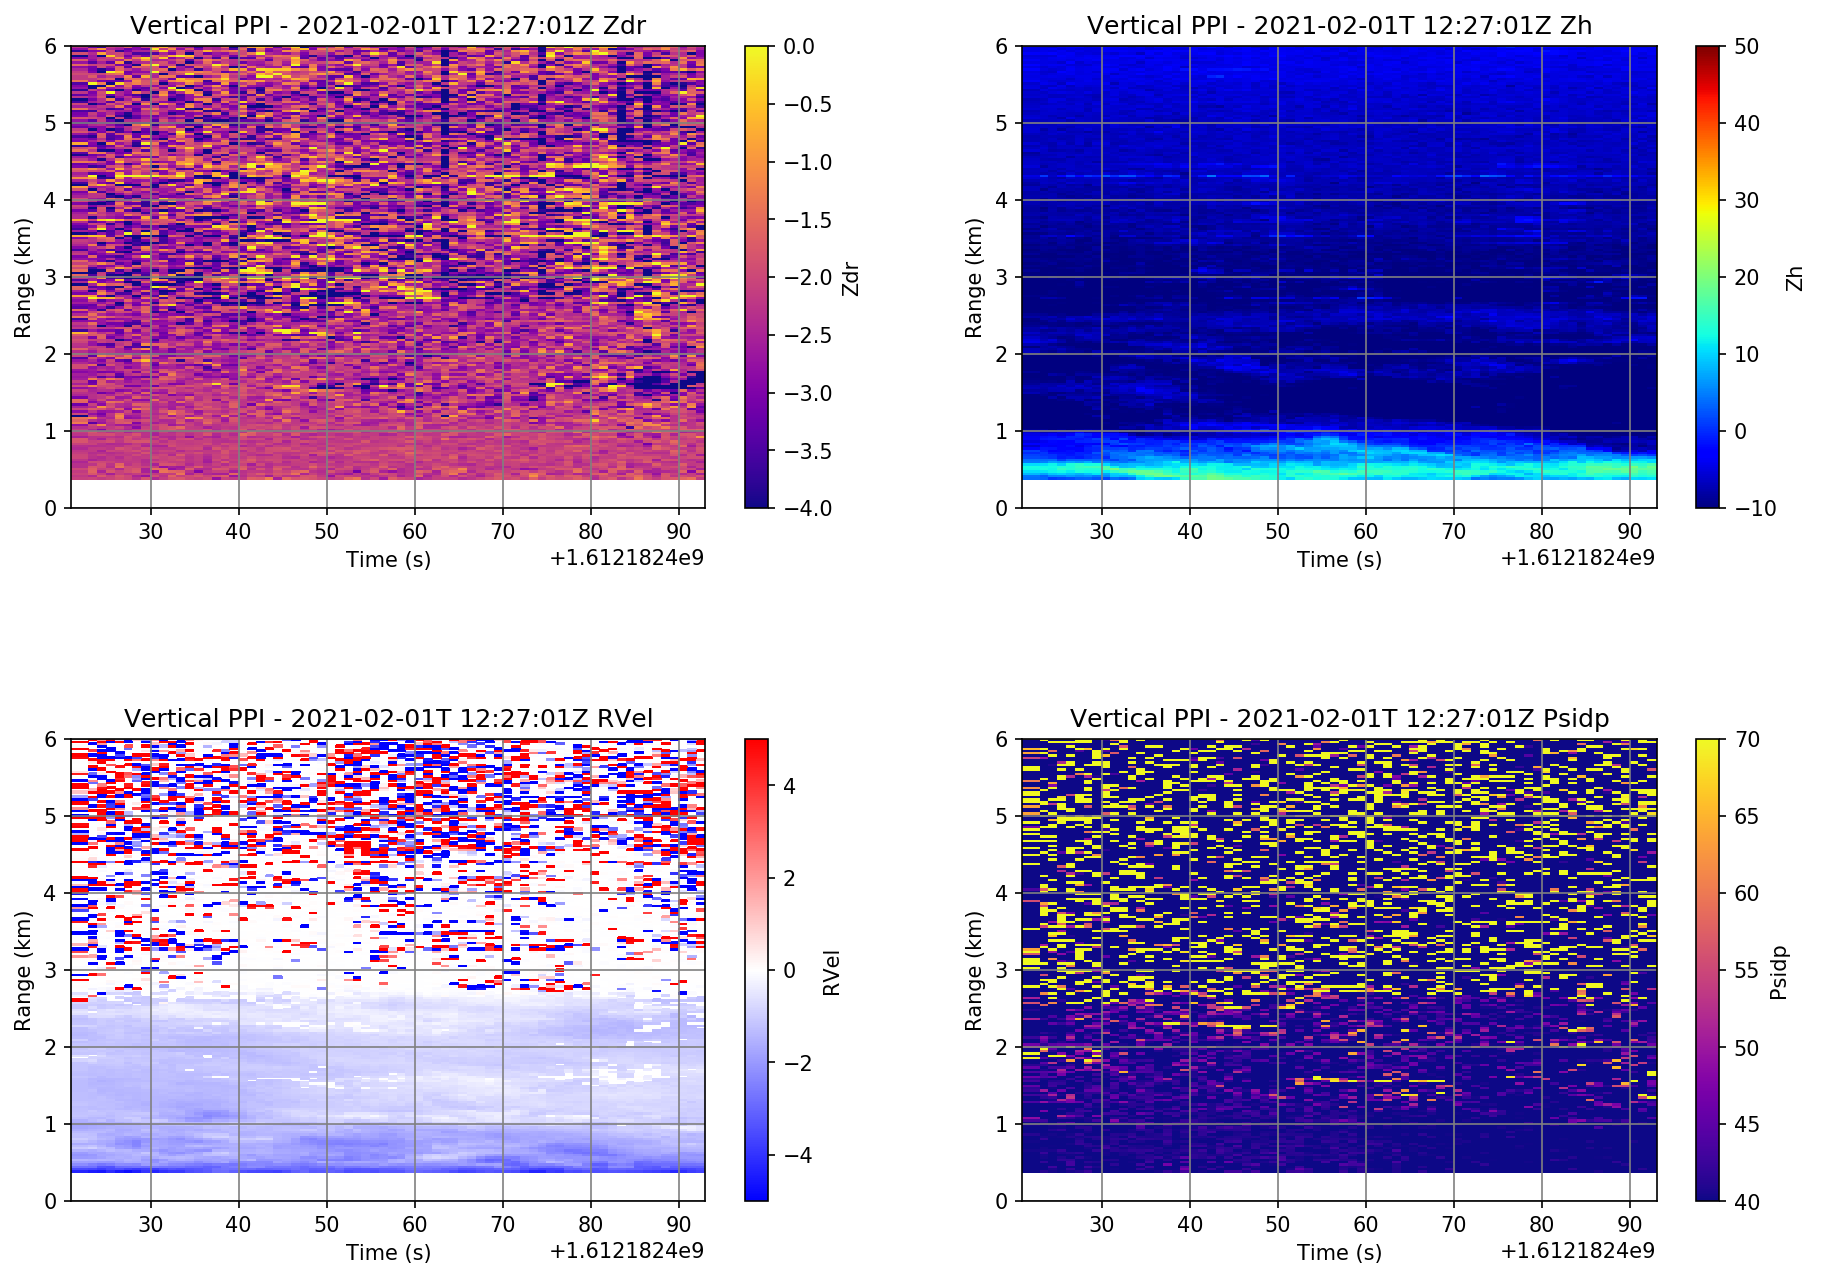 Vertical PPI - 2021-02-01T 12:27:01Z Zdr
6
5
4
3
2
1
0
Range (km)
30 40 50 60 70 80 90
Time (s)
+1.6121824e9
0.0
−0.5
−1.0
−1.5
−2.0
−2.5
−3.0
−3.5
−4.0
Zdr
Vertical PPI - 2021-02-01T 12:27:01Z Zh
6
5
4
3
2
1
0
Range (km)
30 40 50 60 70 80 90
Time (s)
+1.6121824e9
50
40
30
20
10
0
−10
Zh
Vertical PPI - 2021-02-01T 12:27:01Z RVel
6
5
4
3
2
1
0
Range (km)
30 40 50 60 70 80 90
Time (s)
+1.6121824e9
4
2
0
−2
−4
RVel
Vertical PPI - 2021-02-01T 12:27:01Z Psidp
6
5
4
3
2
1
0
Range (km)
30 40 50 60 70 80 90
Time (s)
+1.6121824e9
70
65
60
55
50
45
40
Psidp